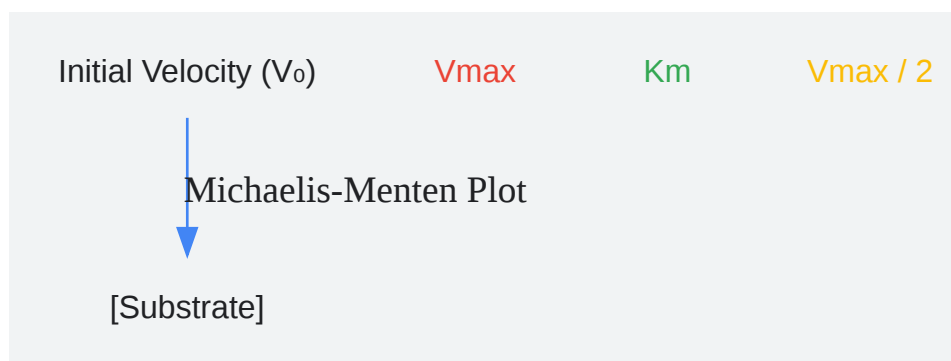 Initial Velocity (V₀) Vmax Km Vmax / 2
Michaelis-Menten Plot
[Substrate]